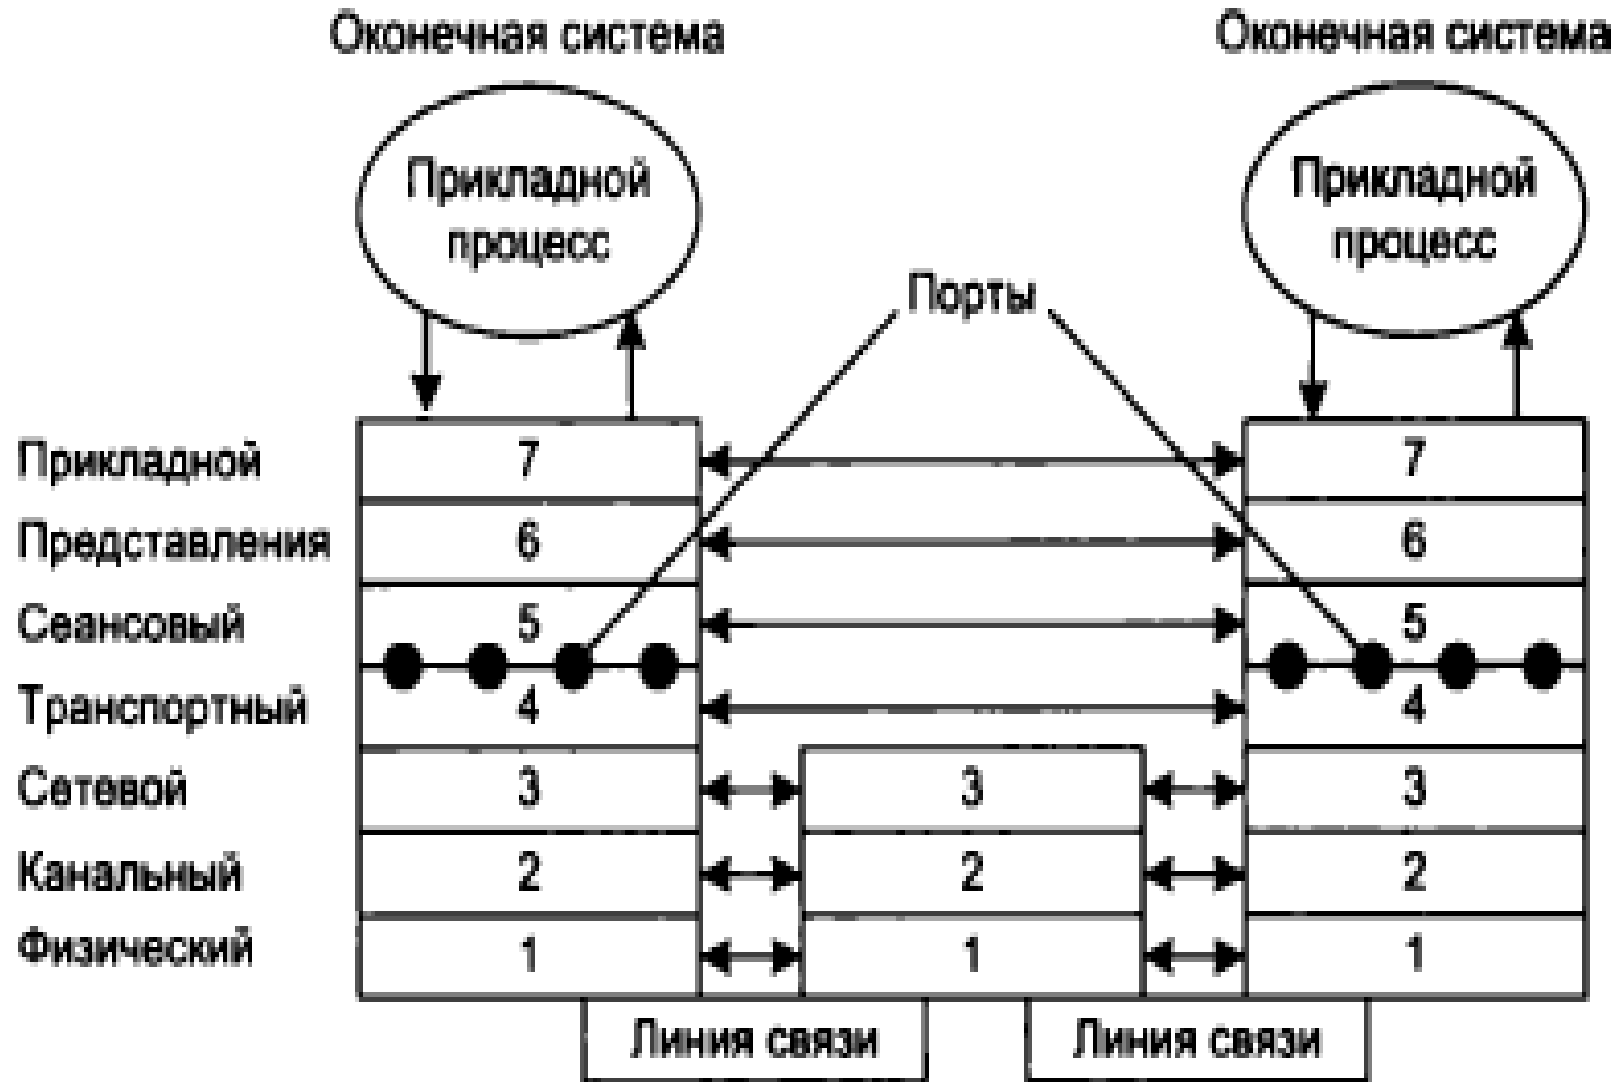 Оконечная система
Оконечная система
Прикладной
процесс
Прикладной
процесс
Порты
Прикладной 7 7
Представления 6 6
Сеансовый 5 5
Транспортный 4 4
Сетевой 3 3 3
Канальный 2 2 2
Физический 1 1 1
Линия связи
Линия связи